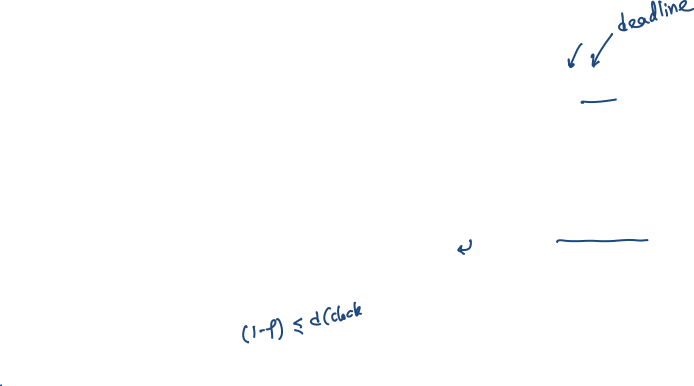 deadline
(1-ρ) ≤ d(clock